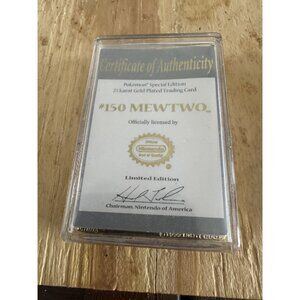 Certificate of Authenticity
Pokémon Special Edition
23 karat Gold Plated Trading Card
#150 MEWTWO
Officially licensed by
Nintendo
Limited Edition
Chairman, Nintendo of America